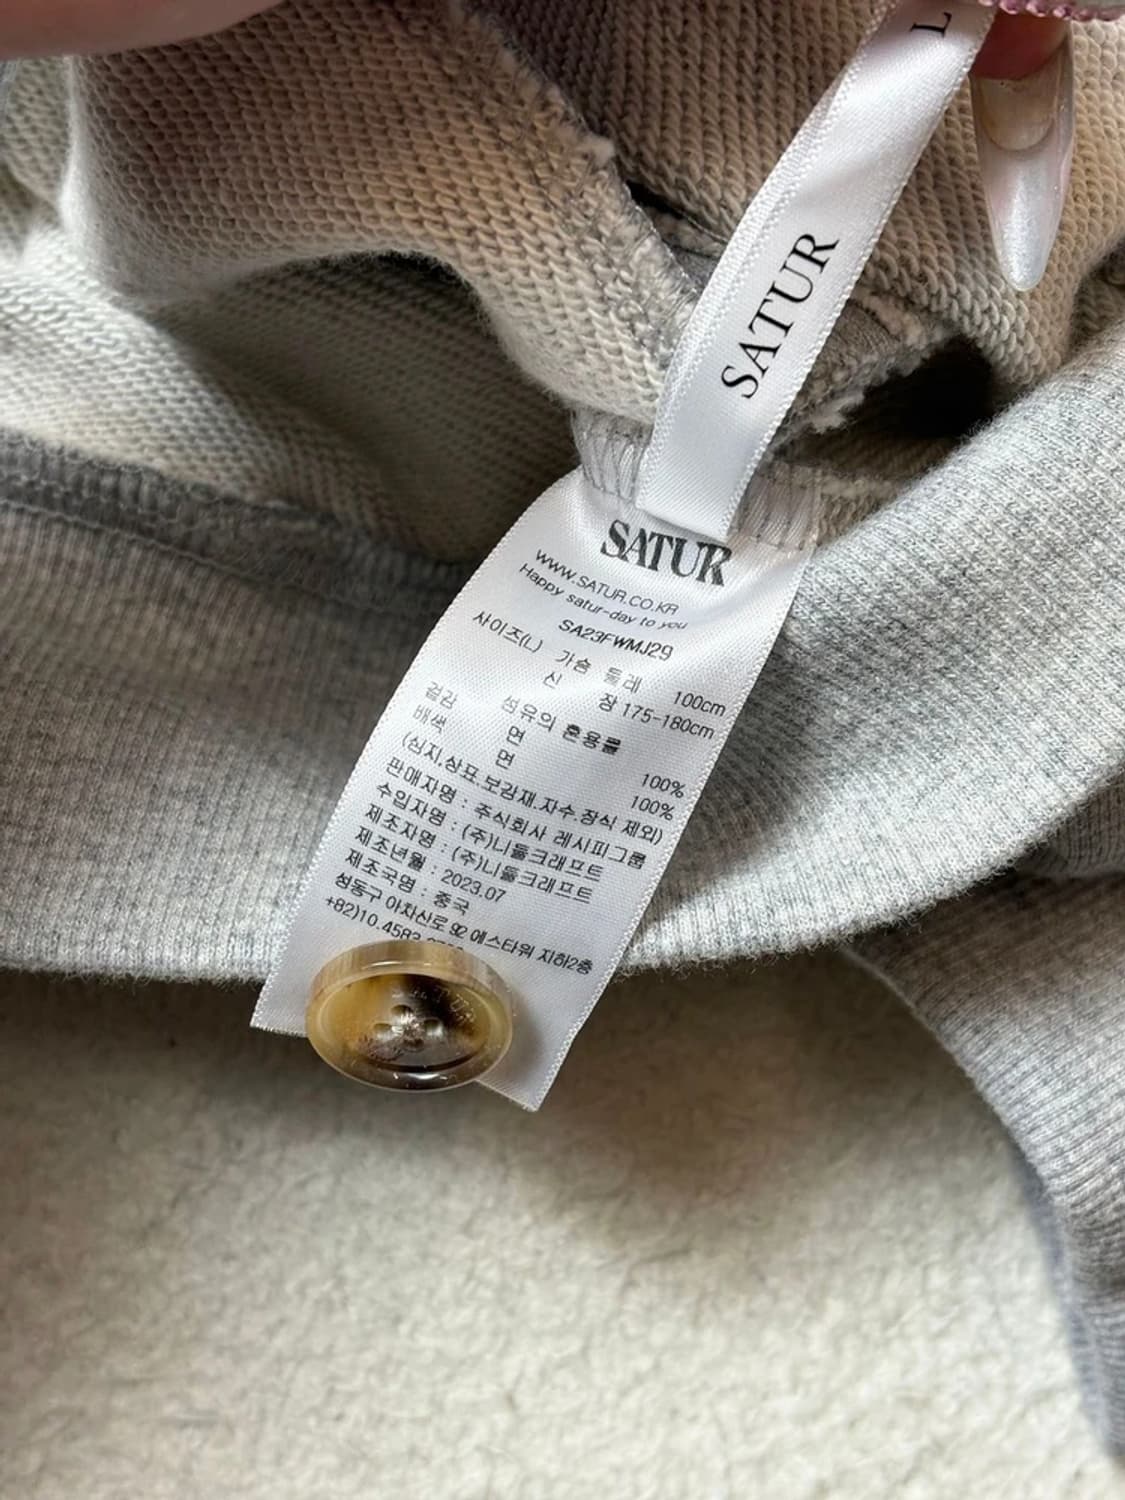 L
SATUR
SATUR
WWW.SATUR.CO.KR
Happy satur-day to you
SA23FWMJ29
사이즈(L) 가슴 둘레 100cm
신 장 175-180cm
섬유의 혼용률
겉감 면 100%
배색 면 100%
(심지,상표.보강재.자수.장식 제외)
판매자명 : 주식회사 레시피그룹
수입자명 : (주)니들크래프트
제조자명 : (주)니들크래프트
제조년월 : 2023.07
제조국명 : 중국
성동구 아차산로 92 에스타워 지하2층
+82)10.4583